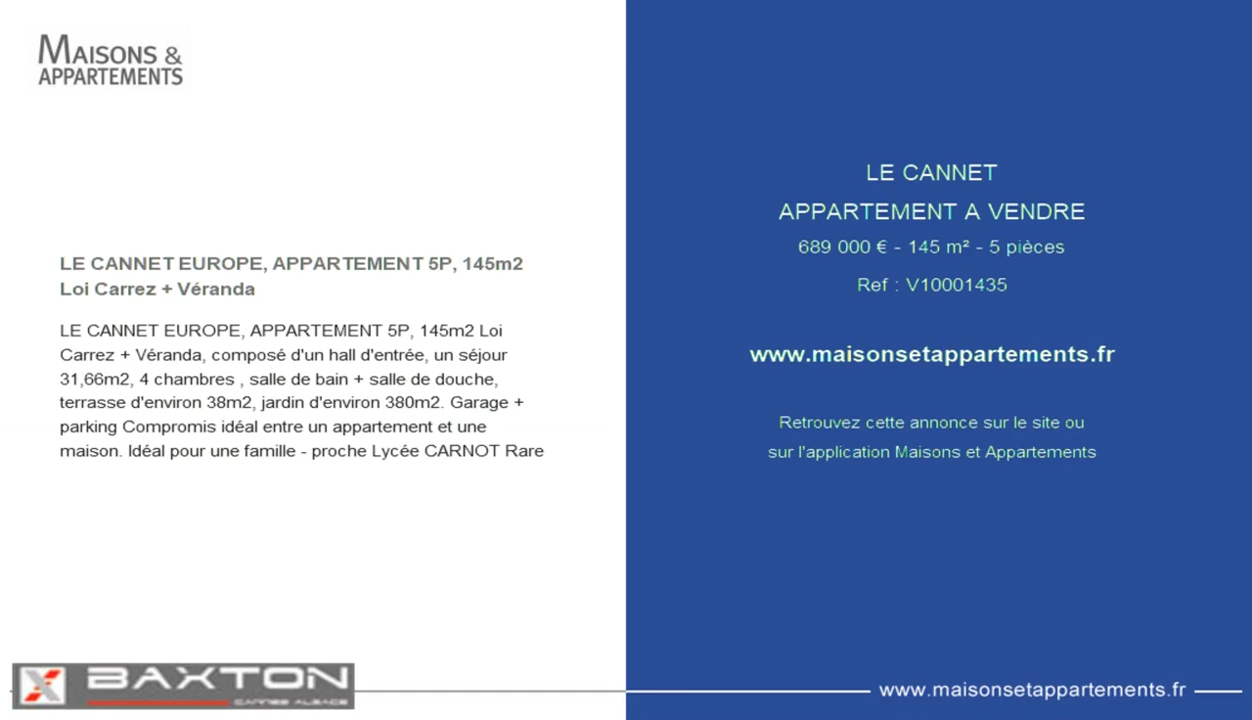 MAISONS &
APPARTEMENTS
LE CANNET EUROPE, APPARTEMENT 5P, 145m2
Loi Carrez + Véranda
LE CANNET EUROPE, APPARTEMENT 5P, 145m2 Loi
Carrez + Véranda, composé d'un hall d'entrée, un séjour
31,66m2, 4 chambres , salle de bain + salle de douche,
terrasse d'environ 38m2, jardin d'environ 380m2. Garage +
parking Compromis idéal entre un appartement et une
maison. Idéal pour une famille - proche Lycée CARNOT Rare
BAXTON
CANNES ALSACE
LE CANNET
APPARTEMENT A VENDRE
689 000 € - 145 m² - 5 pièces
Ref : V10001435
www.maisonsetappartements.fr
Retrouvez cette annonce sur le site ou
sur l'application Maisons et Appartements
www.maisonsetappartements.fr